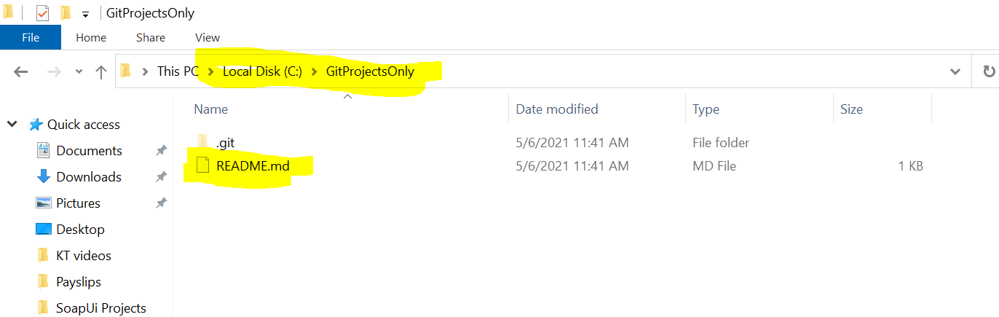 GitProjectsOnly
File Home Share View
This PC Local Disk (C:) GitProjectsOnly
Name Date modified Type Size
Quick access
.git 5/6/2021 11:41 AM File folder
Documents
README.md 5/6/2021 11:41 AM MD File 1 KB
Downloads
Pictures
Desktop
KT videos
Payslips
SoapUi Projects